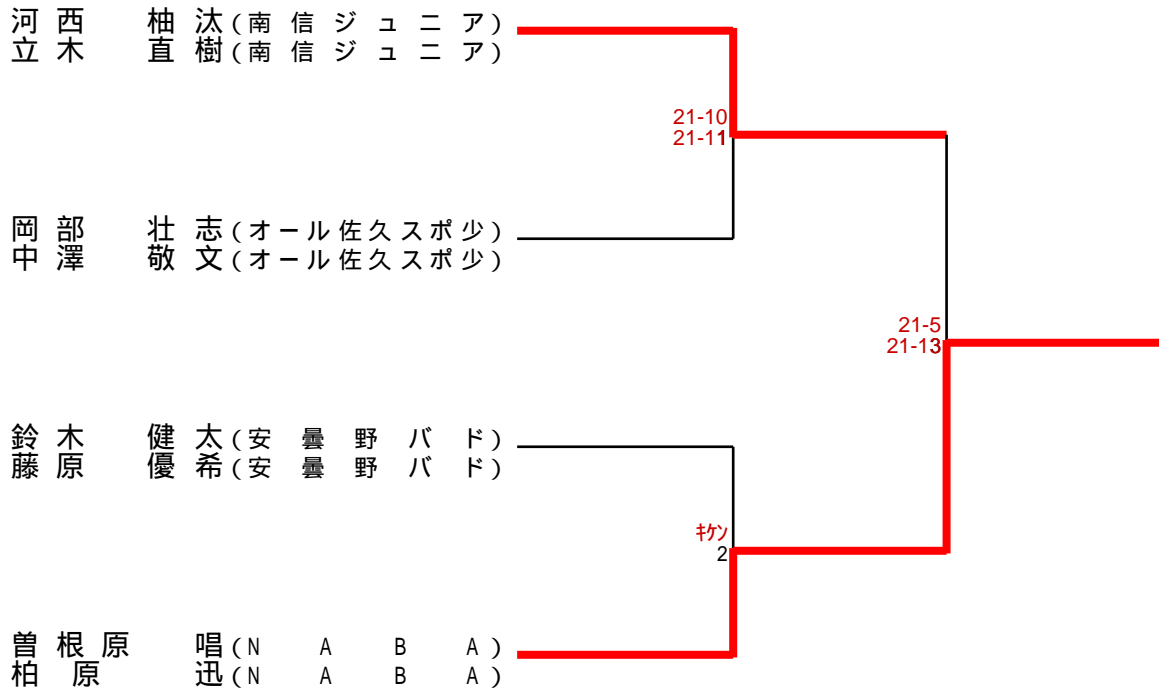 河西 柚汰(南信ジュニア)
立木 直樹(南信ジュニア)
21-10
21-11
岡部 壮志(オール佐久スポ少)
中澤 敬文(オール佐久スポ少)
21-5
21-13
鈴木 健太(安曇野バド)
藤原 優希(安曇野バド)
キケン
2
曽根原 唱(NABA)
柏原 迅(NABA)